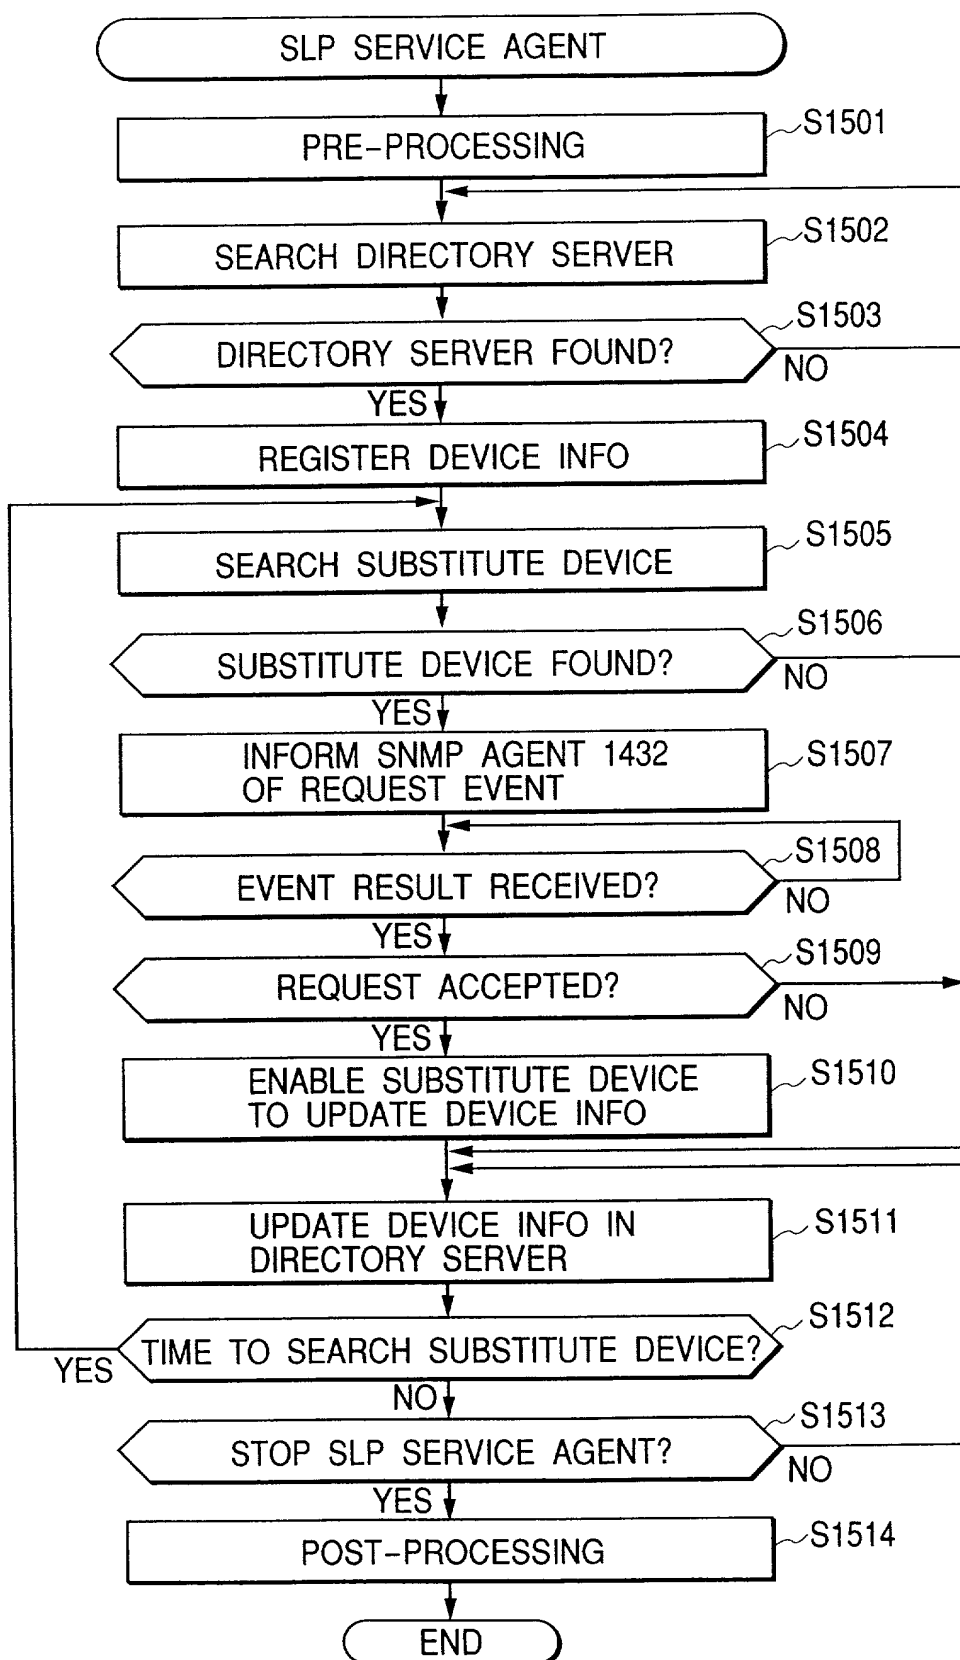 SLP SERVICE AGENT
PRE-PROCESSING
S1501
SEARCH DIRECTORY SERVER
S1502
DIRECTORY SERVER FOUND?
S1503
NO
YES
REGISTER DEVICE INFO
S1504
SEARCH SUBSTITUTE DEVICE
S1505
SUBSTITUTE DEVICE FOUND?
S1506
NO
YES
INFORM SNMP AGENT 1432
OF REQUEST EVENT
S1507
EVENT RESULT RECEIVED?
S1508
NO
YES
REQUEST ACCEPTED?
S1509
NO
YES
ENABLE SUBSTITUTE DEVICE
TO UPDATE DEVICE INFO
S1510
UPDATE DEVICE INFO IN
DIRECTORY SERVER
S1511
TIME TO SEARCH SUBSTITUTE DEVICE?
S1512
YES
NO
STOP SLP SERVICE AGENT?
S1513
NO
YES
POST-PROCESSING
S1514
END